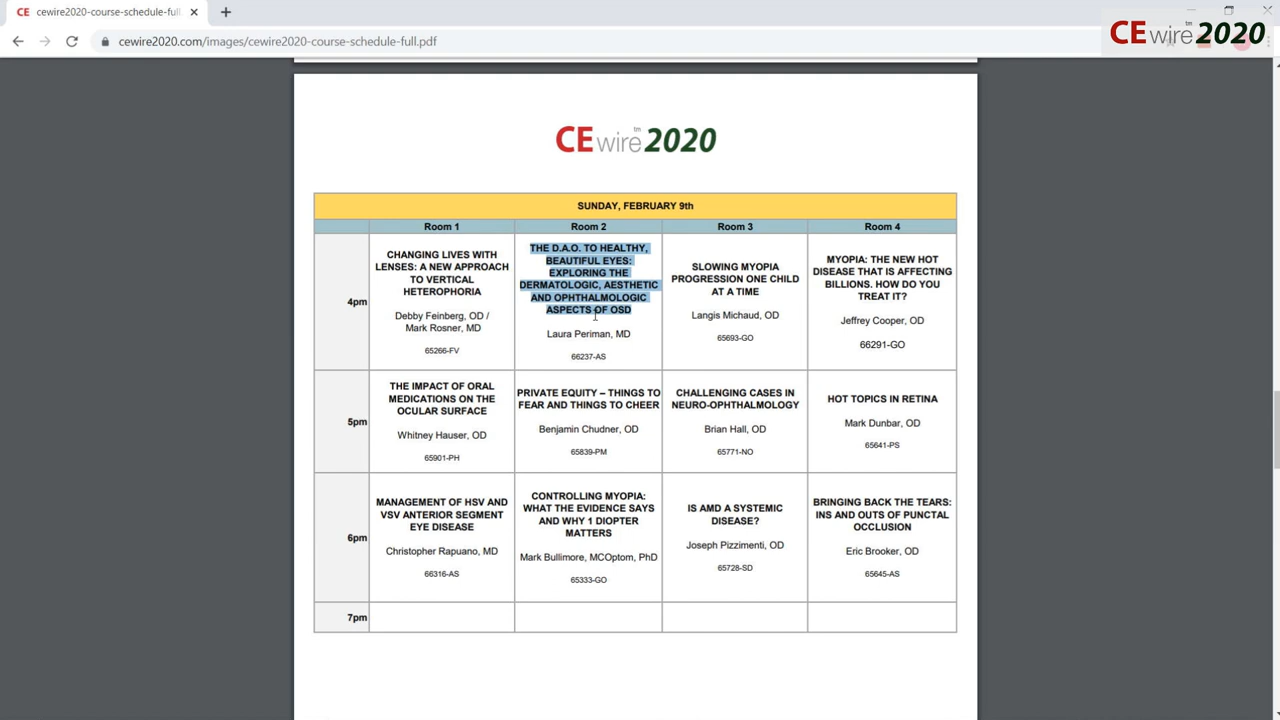 CE cewire2020-course-schedule-full
cewire2020.com/images/cewire2020-course-schedule-full.pdf
CE wire™ 2020
CE wire™ 2020
SUNDAY, FEBRUARY 9th
Room 1 Room 2 Room 3 Room 4
4pm
CHANGING LIVES WITH
LENSES: A NEW APPROACH
TO VERTICAL
HETEROPHORIA
Debby Feinberg, OD /
Mark Rosner, MD
65266-FV
THE D.A.O. TO HEALTHY,
BEAUTIFUL EYES:
EXPLORING THE
DERMATOLOGIC, AESTHETIC
AND OPHTHALMOLOGIC
ASPECTS OF OSD
Laura Periman, MD
66237-AS
SLOWING MYOPIA
PROGRESSION ONE CHILD
AT A TIME
Langis Michaud, OD
65693-GO
MYOPIA: THE NEW HOT
DISEASE THAT IS AFFECTING
BILLIONS. HOW DO YOU
TREAT IT?
Jeffrey Cooper, OD
66291-GO
5pm
THE IMPACT OF ORAL
MEDICATIONS ON THE
OCULAR SURFACE
Whitney Hauser, OD
65901-PH
PRIVATE EQUITY – THINGS TO
FEAR AND THINGS TO CHEER
Benjamin Chudner, OD
65839-PM
CHALLENGING CASES IN
NEURO-OPHTHALMOLOGY
Brian Hall, OD
65771-NO
HOT TOPICS IN RETINA
Mark Dunbar, OD
65641-PS
6pm
MANAGEMENT OF HSV AND
VSV ANTERIOR SEGMENT
EYE DISEASE
Christopher Rapuano, MD
66316-AS
CONTROLLING MYOPIA:
WHAT THE EVIDENCE SAYS
AND WHY 1 DIOPTER
MATTERS
Mark Bullimore, MCOptom, PhD
65333-GO
IS AMD A SYSTEMIC
DISEASE?
Joseph Pizzimenti, OD
65728-SD
BRINGING BACK THE TEARS:
INS AND OUTS OF PUNCTAL
OCCLUSION
Eric Brooker, OD
65645-AS
7pm